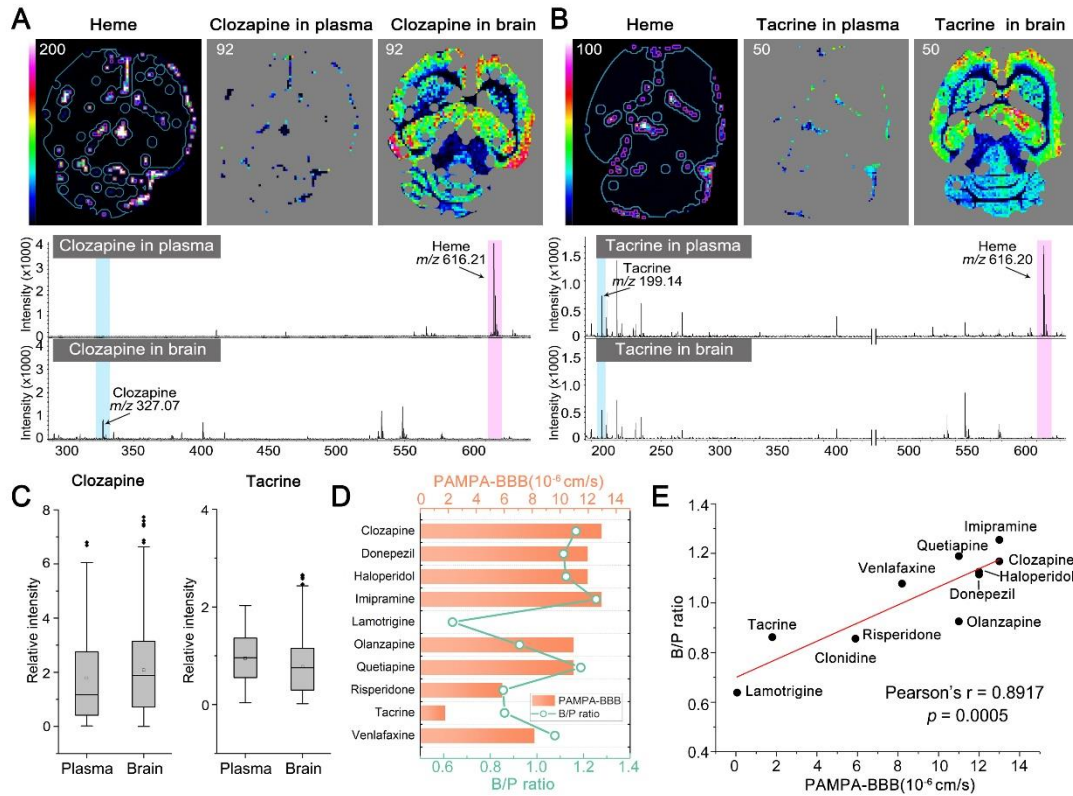 A
Heme
Clozapine in plasma
Clozapine in brain
200
92
92
B
Heme
Tacrine in plasma
Tacrine in brain
100
50
50
Clozapine in plasma
Heme
m/z 616.21
Intensity (x1000)
4
3
2
1
0
Clozapine in brain
Clozapine
m/z 327.07
Intensity (x1000)
4
3
2
1
0
300 350 400 450 500 550 600
Tacrine in plasma
Tacrine
m/z 199.14
Heme
m/z 616.20
Intensity (x1000)
1.5
1.0
0.5
0
Tacrine in brain
Intensity (x1000)
1.5
1.0
0.5
0
200 250 300 350 400 500 550 600
C
Clozapine
Relative intensity
8
6
4
2
0
Plasma Brain
Tacrine
Relative intensity
4
2
0
Plasma Brain
D
PAMPA-BBB(10⁻⁶ cm/s)
0 2 4 6 8 10 12 14
Clozapine
Donepezil
Haloperidol
Imipramine
Lamotrigine
Olanzapine
Quetiapine
Risperidone
Tacrine
Venlafaxine
PAMPA-BBB
B/P ratio
0.6 0.8 1.0 1.2 1.4
B/P ratio
E
B/P ratio
1.4
1.2
1.0
0.8
0.6
0.4
Imipramine
Quetiapine
Clozapine
Venlafaxine
Haloperidol
Donepezil
Tacrine
Olanzapine
Risperidone
Clonidine
Lamotrigine
Pearson's r = 0.8917
p = 0.0005
0 2 4 6 8 10 12 14
PAMPA-BBB(10⁻⁶ cm/s)